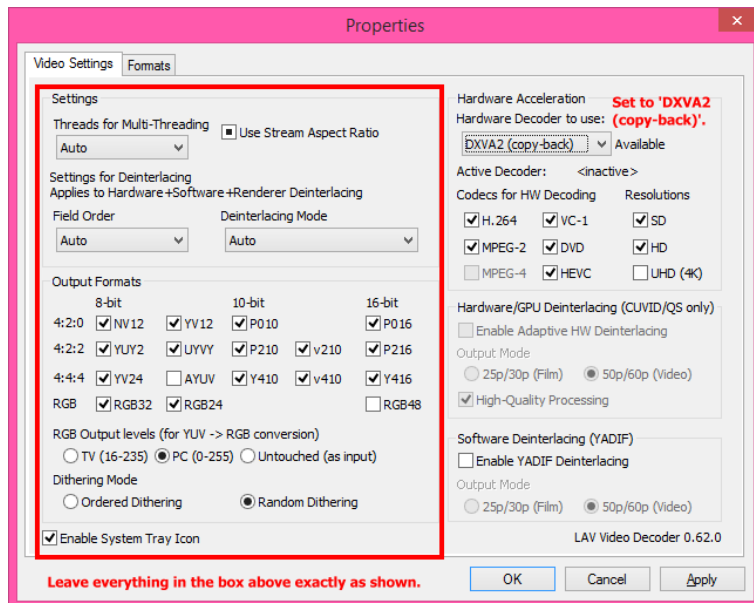 Properties
Video Settings
Formats
Settings
Threads for Multi-Threading
Auto
Use Stream Aspect Ratio
Settings for Deinterlacing
Applies to Hardware+Software+Renderer Deinterlacing
Field Order
Deinterlacing Mode
Auto
Auto
Output Formats
8-bit 10-bit 16-bit
4:2:0 NV12 YV12 P010 P016
4:2:2 YUY2 UYVY P210 v210 P216
4:4:4 YV24 AYUV Y410 v410 Y416
RGB RGB32 RGB24 RGB48
RGB Output levels (for YUV -> RGB conversion)
TV (16-235) PC (0-255) Untouched (as input)
Dithering Mode
Ordered Dithering Random Dithering
Enable System Tray Icon
Leave everything in the box above exactly as shown.
Hardware Acceleration
Hardware Decoder to use:
Set to 'DXVA2
(copy-back)'.
DXVA2 (copy-back) Available
Active Decoder: <inactive>
Codecs for HW Decoding Resolutions
H.264 VC-1 SD
MPEG-2 DVD HD
MPEG-4 HEVC UHD (4K)
Hardware/GPU Deinterlacing (CUVID/QS only)
Enable Adaptive HW Deinterlacing
Output Mode
25p/30p (Film) 50p/60p (Video)
High-Quality Processing
Software Deinterlacing (YADIF)
Enable YADIF Deinterlacing
Output Mode
25p/30p (Film) 50p/60p (Video)
LAV Video Decoder 0.62.0
OK Cancel Apply